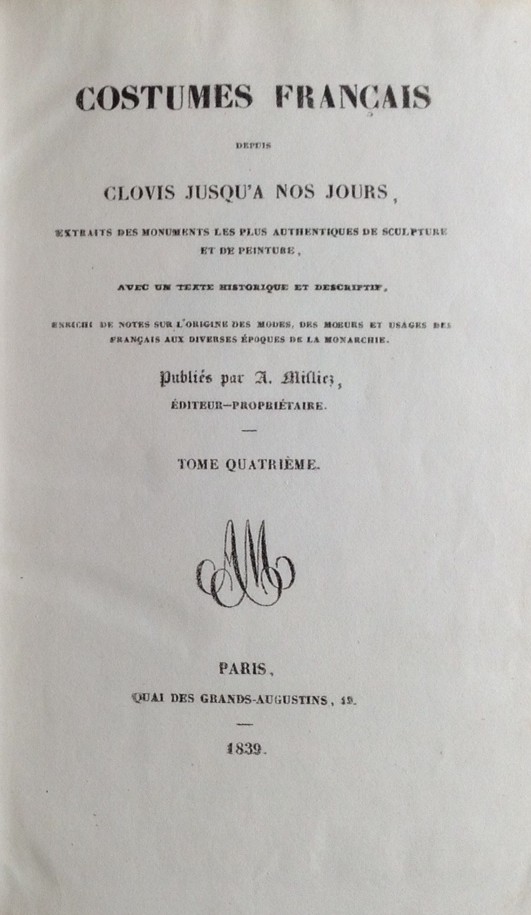 COSTUMES FRANÇAIS
DEPUIS
CLOVIS JUSQU'A NOS JOURS,
EXTRAITS DES MONUMENTS LES PLUS AUTHENTIQUES DE SCULPTURE
ET DE PEINTURE,
AVEC UN TEXTE HISTORIQUE ET DESCRIPTIF,
ENRICHI DE NOTES SUR L'ORIGINE DES MODES, DES MOEURS ET USAGES DES
FRANÇAIS AUX DIVERSES ÉPOQUES DE LA MONARCHIE.
Publiés par A. Mifliez,
ÉDITEUR-PROPRIÉTAIRE.
TOME QUATRIÈME.
AM
PARIS,
QUAI DES GRANDS-AUGUSTINS, 19.
1839.